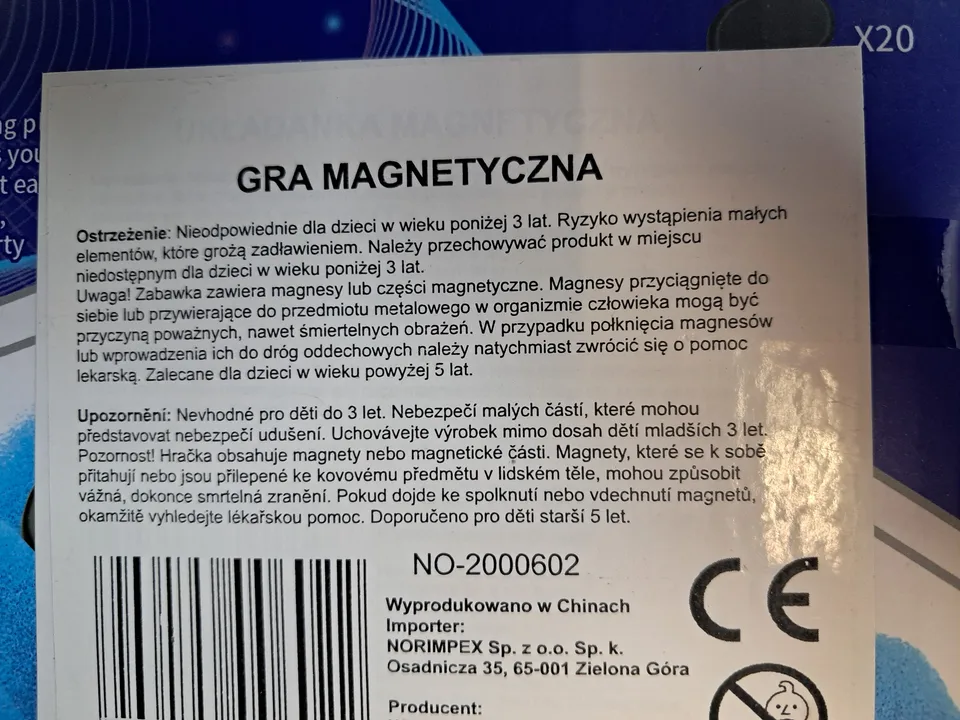 X20
ng p
you
t ea
,
rty
UKŁADANKA MAGNETYCZNA
GRA MAGNETYCZNA
Ostrzeżenie: Nieodpowiednie dla dzieci w wieku poniżej 3 lat. Ryzyko wystąpienia małych
elementów, które grożą zadławieniem. Należy przechowywać produkt w miejscu
niedostępnym dla dzieci w wieku poniżej 3 lat.
Uwaga! Zabawka zawiera magnesy lub części magnetyczne. Magnesy przyciągnięte do
siebie lub przywierające do przedmiotu metalowego w organizmie człowieka mogą być
przyczyną poważnych, nawet śmiertelnych obrażeń. W przypadku połknięcia magnesów
lub wprowadzenia ich do dróg oddechowych należy natychmiast zwrócić się o pomoc
lekarską. Zalecane dla dzieci w wieku powyżej 5 lat.
Upozornění: Nevhodné pro děti do 3 let. Nebezpečí malých částí, které mohou
představovat nebezpečí udušení. Uchovávejte výrobek mimo dosah dětí mladších 3 let.
Pozornost! Hračka obsahuje magnety nebo magnetické části. Magnety, které se k sobě
přitahují nebo jsou přilepené ke kovovému předmětu v lidském těle, mohou způsobit
vážná, dokonce smrtelná zranění. Pokud dojde ke spolknutí nebo vdechnutí magnetů,
okamžitě vyhledejte lékařskou pomoc. Doporučeno pro děti starší 5 let.
NO-2000602
CE
Wyprodukowano w Chinach
Importer:
NORIMPEX Sp. z o.o. Sp. k.
Osadnicza 35, 65-001 Zielona Góra
Producent: